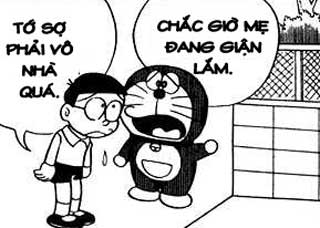 TỚ SỢ
PHẢI VÔ
NHÀ
QUÁ.
CHẮC GIỜ MẸ
ĐANG GIẬN
LẮM.